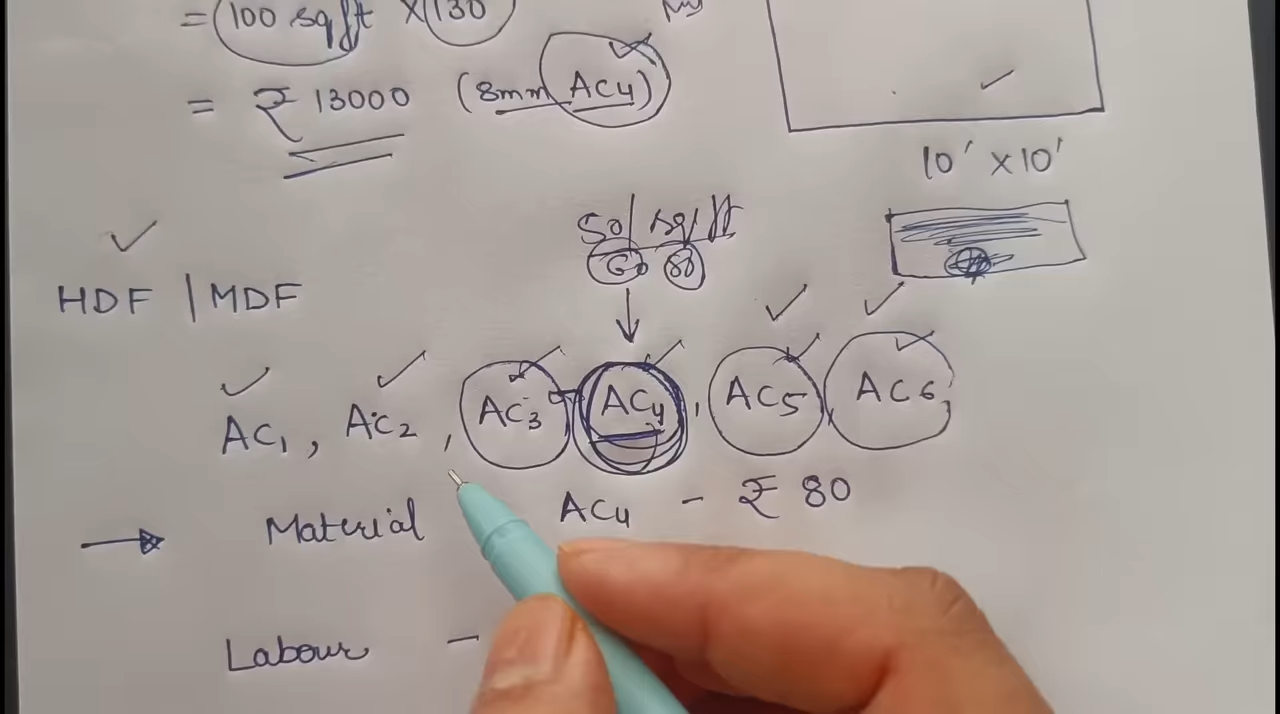 = 100 sqft × 130
= ₹ 13000 (8mm AC4)
10' × 10'
50/sqft
60 80
HDF | MDF
AC1, AC2, AC3 AC4, AC5 AC6
Material AC4 - ₹ 80
Labour -